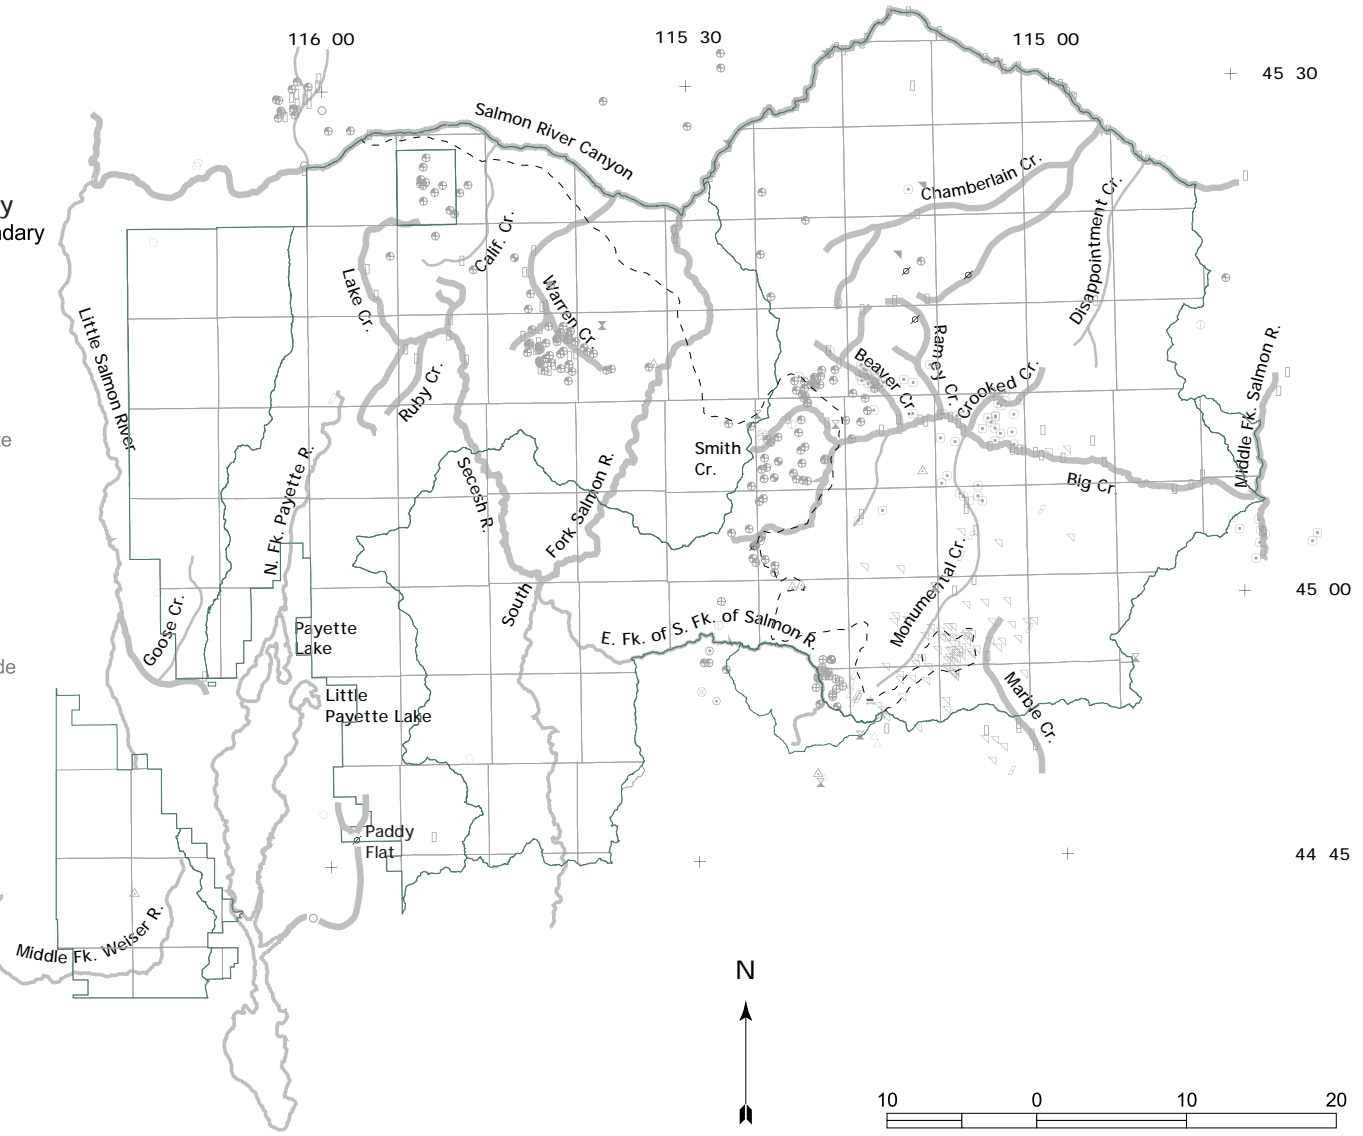 116 00
115 30
115 00
45 30
Salmon River Canyon
Chamberlain Cr.
Disappointment Cr.
y
ndary
Calif. Cr.
Lake Cr.
Warren Cr.
Little Salmon River
Ramey Cr.
Beaver Cr.
Crooked Cr.
Middle Fk. Salmon R.
Ruby Cr.
te
Smith
Cr.
N. Fk. Payette R.
Secesh R.
Fork Salmon R.
Big Cr.
South
Monumental Cr.
45 00
Goose Cr.
Payette
Lake
E. Fk. of S. Fk. of Salmon R.
de
Little
Payette Lake
Marble Cr.
Paddy
Flat
44 45
Middle Fk. Weiser R.
N
10 0 10 20